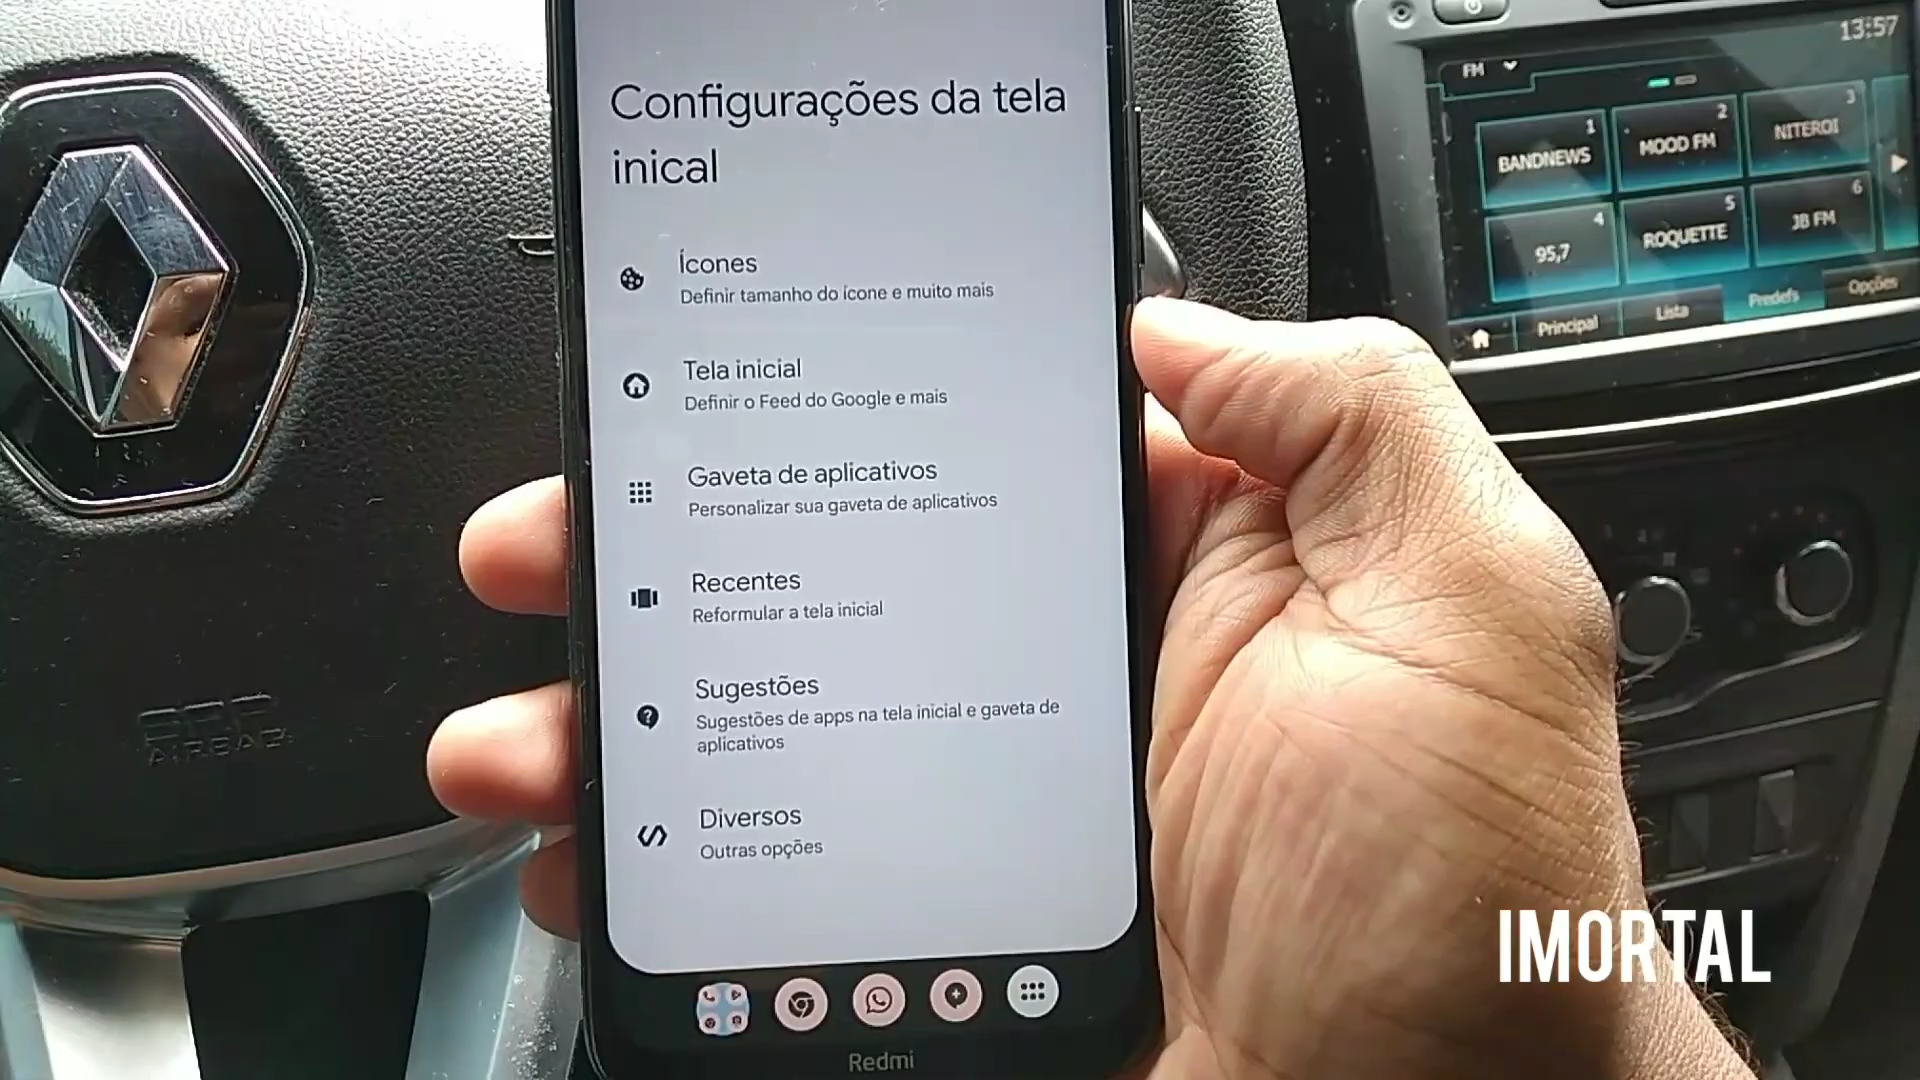 Configurações da tela
inical
Ícones
Definir tamanho do ícone e muito mais
Tela inicial
Definir o Feed do Google e mais
Gaveta de aplicativos
Personalizar sua gaveta de aplicativos
Recentes
Reformular a tela inicial
Sugestões
Sugestões de apps na tela inicial e gaveta de
aplicativos
Diversos
Outras opções
Redmi
13:57
FM
1
BANDNEWS
2
MOOD FM
3
NITEROI
4
95,7
5
ROQUETTE
6
JB FM
Principal
Lista
Predefs
Opções
AIRBAG
IMORTAL